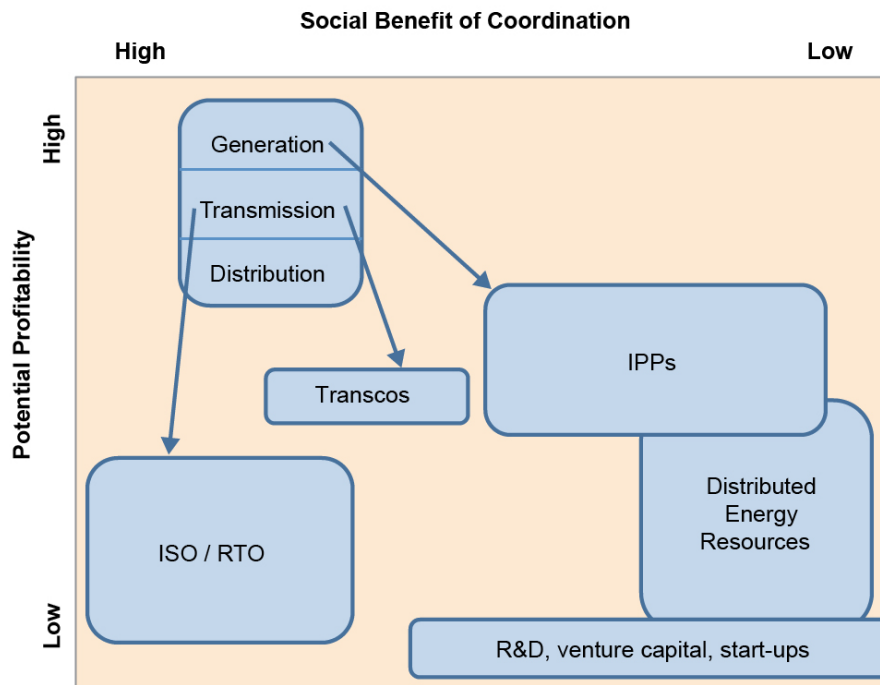 Social Benefit of Coordination
High
Low
High
Potential Profitability
Low
Generation
Transmission
Distribution
IPPs
Transcos
Distributed
Energy
Resources
ISO / RTO
R&D, venture capital, start-ups